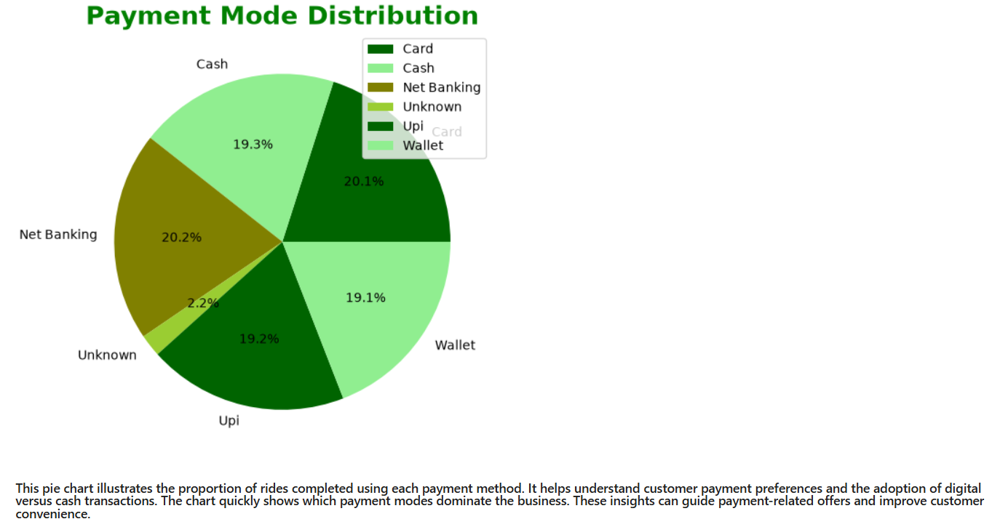 Payment Mode Distribution
Card
Cash
Net Banking
Unknown
Upi
Wallet
Cash
Card
19.3%
20.1%
Net Banking
20.2%
2.2%
19.1%
19.2%
Wallet
Unknown
Upi
This pie chart illustrates the proportion of rides completed using each payment method. It helps understand customer payment preferences and the adoption of digital
versus cash transactions. The chart quickly shows which payment modes dominate the business. These insights can guide payment-related offers and improve customer
convenience.